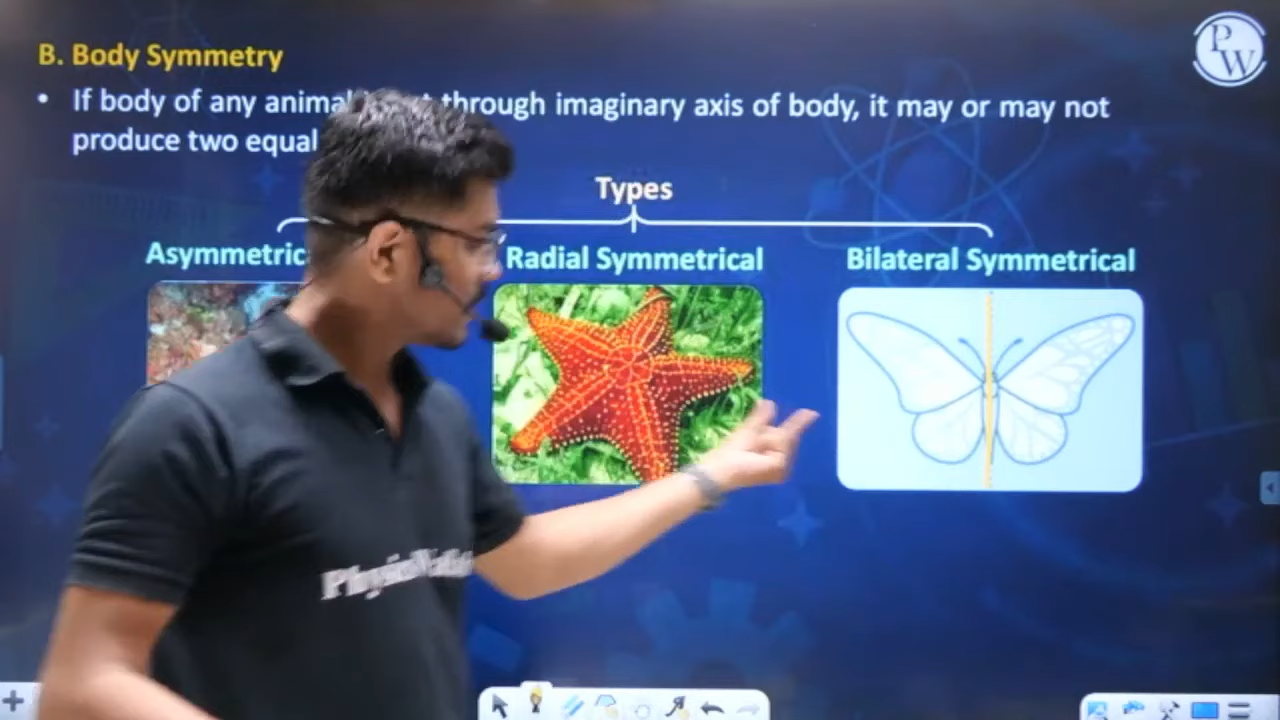 B. Body Symmetry
PW
• If body of any animal through imaginary axis of body, it may or may not
produce two equal
Types
Radial Symmetrical
Bilateral Symmetrical